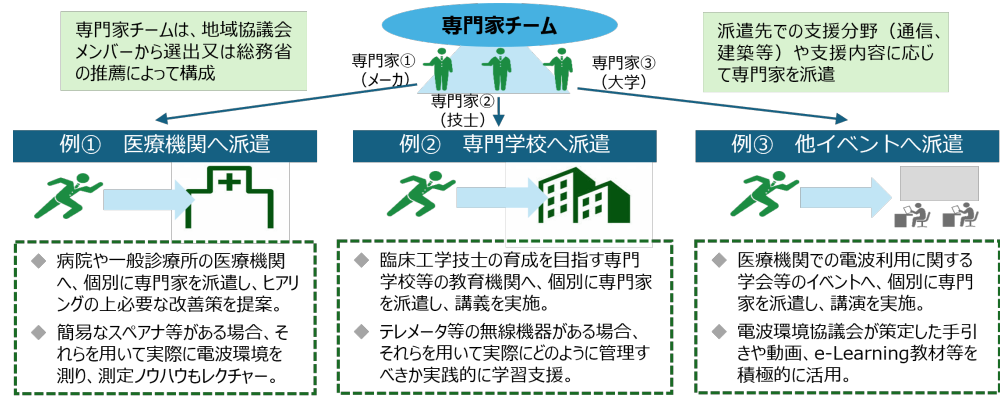 専門家チームは、地域協議会
メンバーから選出又は総務省
の推薦によって構成
専門家チーム
専門家①
（メーカ）
専門家②
（技士）
専門家③
（大学）
派遣先での支援分野（通信、
建築等）や支援内容に応じ
て専門家を派遣
例①　医療機関へ派遣
◆ 病院や一般診療所の医療機関
へ、個別に専門家を派遣し、ヒアリ
ングの上必要な改善策を提案。
◆ 簡易なスペアナ等がある場合、そ
れらを用いて実際に電波環境を
測り、測定ノウハウもレクチャー。
例②　専門学校へ派遣
◆ 臨床工学技士の育成を目指す専門
学校等の教育機関へ、個別に専門家
を派遣し、講義を実施。
◆ テレメータ等の無線機器がある場合、
それらを用いて実際にどのように管理す
べきか実践的に学習支援。
例③　他イベントへ派遣
◆ 医療機関での電波利用に関する
学会等のイベントへ、個別に専門
家を派遣し、講演を実施。
◆ 電波環境協議会が策定した手引
きや動画、e-Learning教材等を
積極的に活用。